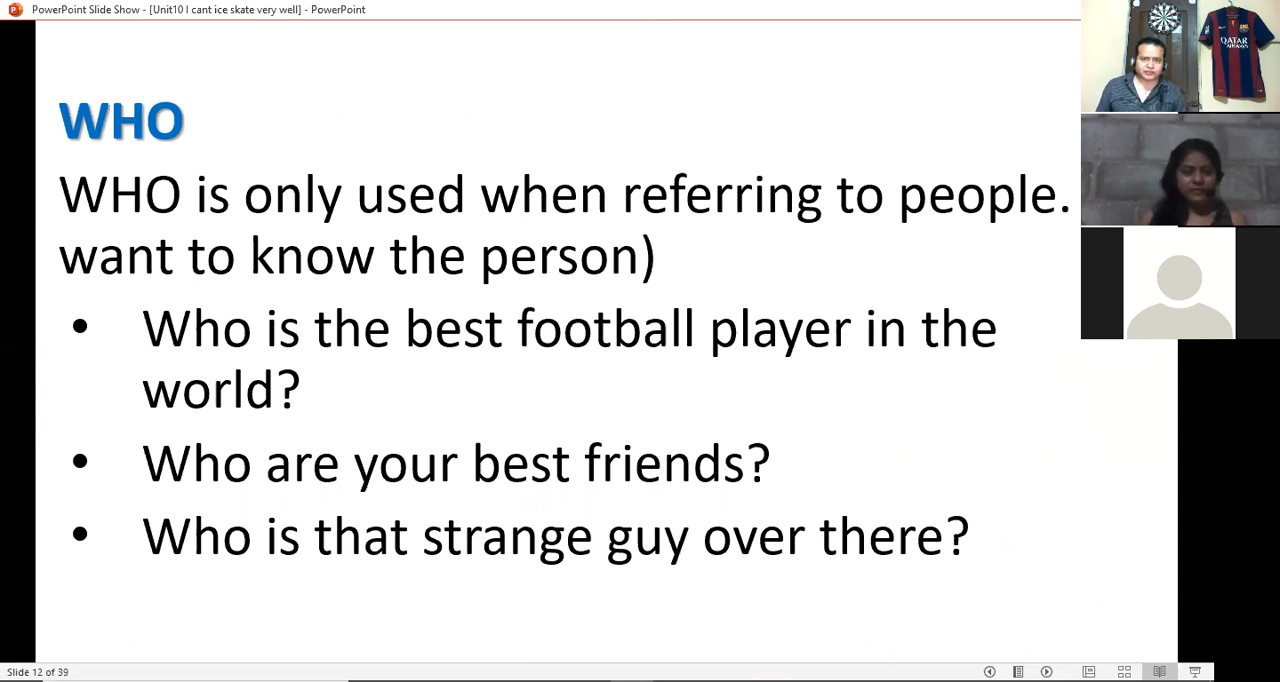 PowerPoint Slide Show - [Unit10 I cant ice skate very well] - PowerPoint
WHO
WHO is only used when referring to people.
want to know the person)
• Who is the best football player in the
world?
• Who are your best friends?
• Who is that strange guy over there?
QATAR
AIRWAYS
Slide 12 of 39